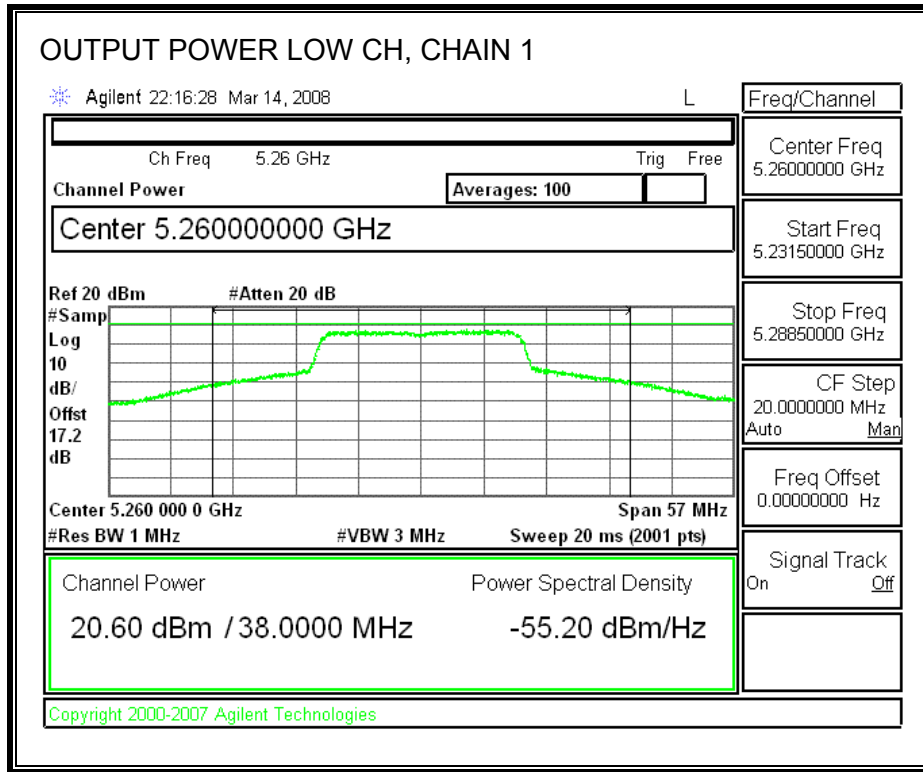 OUTPUT POWER LOW CH, CHAIN 1
Agilent 22:16:28 Mar 14, 2008 L
Freq/Channel
Ch Freq 5.26 GHz Trig Free
Channel Power Averages: 100
Center 5.260000000 GHz
Ref 20 dBm #Atten 20 dB
#Samp
Log
10
dB/
Offst
17.2
dB
Center 5.260 000 0 GHz Span 57 MHz
#Res BW 1 MHz #VBW 3 MHz Sweep 20 ms (2001 pts)
Channel Power Power Spectral Density
20.60 dBm / 38.0000 MHz -55.20 dBm/Hz
Copyright 2000-2007 Agilent Technologies
Center Freq
5.26000000 GHz
Start Freq
5.23150000 GHz
Stop Freq
5.28850000 GHz
CF Step
20.0000000 MHz
Auto Man
Freq Offset
0.00000000 Hz
Signal Track
On Off